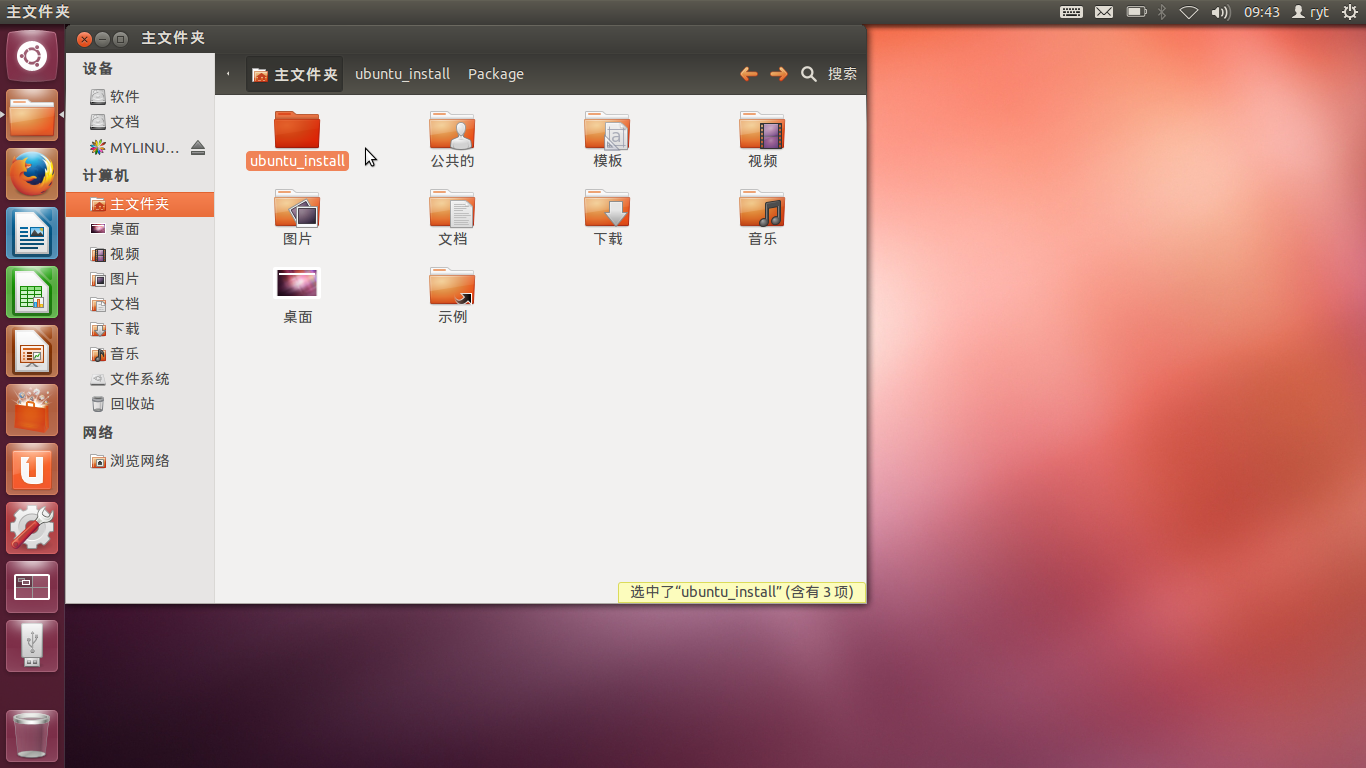 主文件夹
09:43
ryt
主文件夹
设备
软件
文档
MYLINU...
计算机
主文件夹
桌面
视频
图片
文档
下载
音乐
文件系统
回收站
网络
浏览网络
主文件夹 ubuntu_install Package
搜索
ubuntu_install 公共的 模板 视频
图片 文档 下载 音乐
桌面 示例
选中了“ubuntu_install” (含有 3 项)